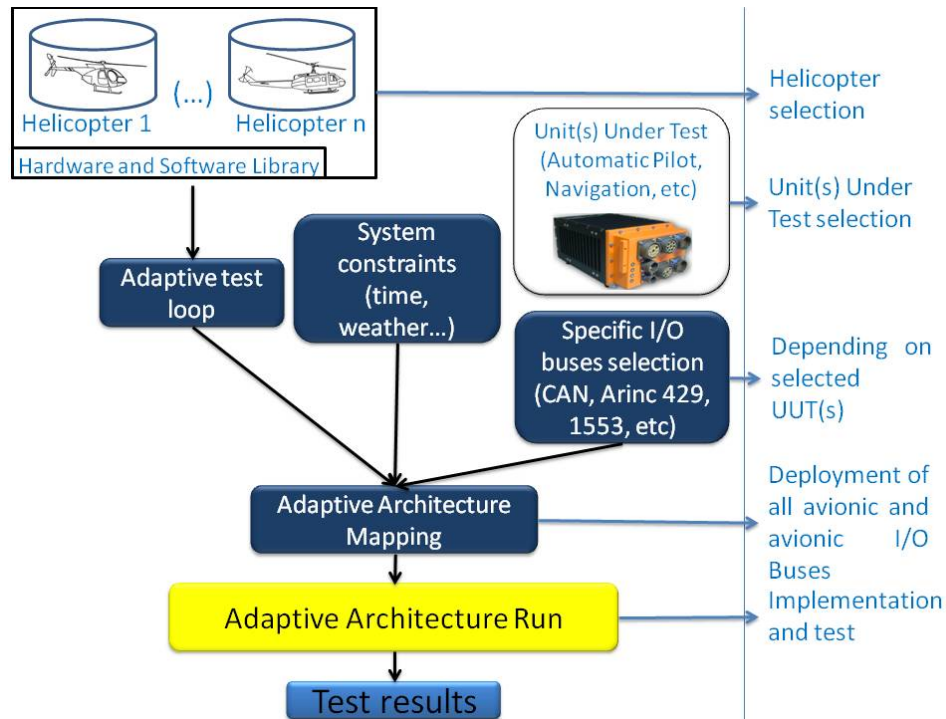 Helicopter 1
(...)
Helicopter n
Hardware and Software Library
Helicopter
selection
Unit(s) Under Test
(Automatic Pilot,
Navigation, etc)
Unit(s) Under
Test selection
Adaptive test
loop
System
constraints
(time,
weather...)
Specific I/O
buses selection
(CAN, Arinc 429,
1553, etc)
Depending on
selected
UUT(s)
Adaptive Architecture
Mapping
Deployment of
all avionic and
avionic I/O
Buses
Adaptive Architecture Run
Implementation
and test
Test results